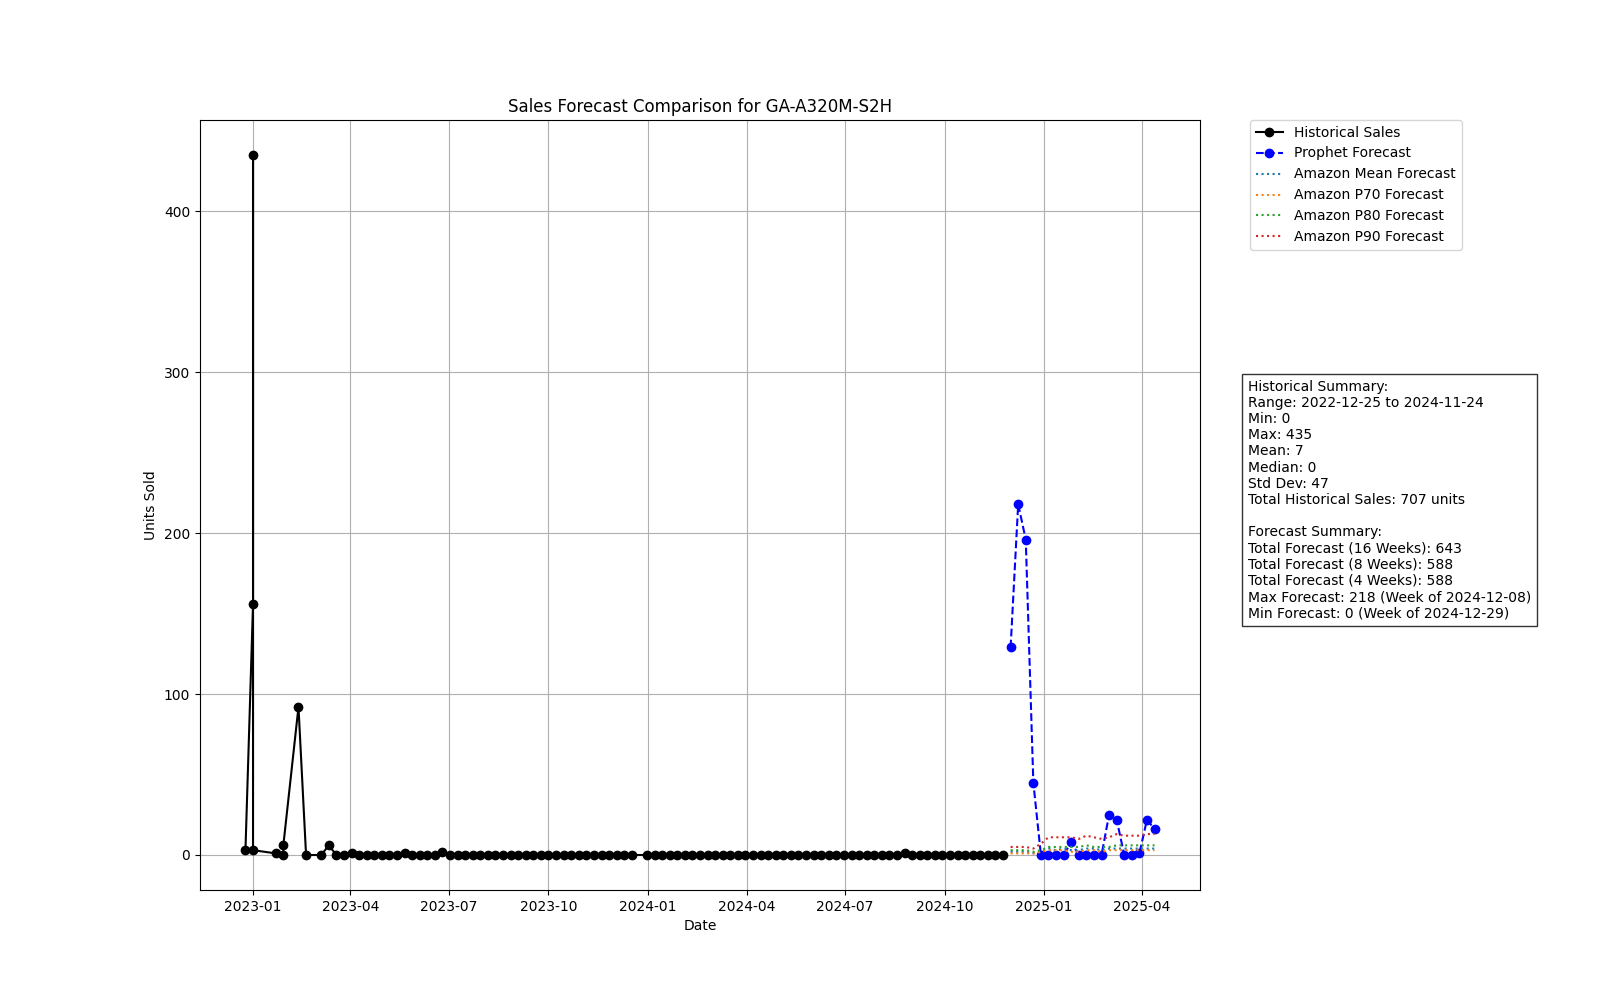 Sales Forecast Comparison for GA-A320M-S2H
Historical Sales
Prophet Forecast
Amazon Mean Forecast
Amazon P70 Forecast
Amazon P80 Forecast
Amazon P90 Forecast
400
300
200
100
0
Units Sold
2023-01
2023-04
2023-07
2023-10
2024-01
2024-04
2024-07
2024-10
2025-01
2025-04
Date
Historical Summary:
Range: 2022-12-25 to 2024-11-24
Min: 0
Max: 435
Mean: 7
Median: 0
Std Dev: 47
Total Historical Sales: 707 units
Forecast Summary:
Total Forecast (16 Weeks): 643
Total Forecast (8 Weeks): 588
Total Forecast (4 Weeks): 588
Max Forecast: 218 (Week of 2024-12-08)
Min Forecast: 0 (Week of 2024-12-29)